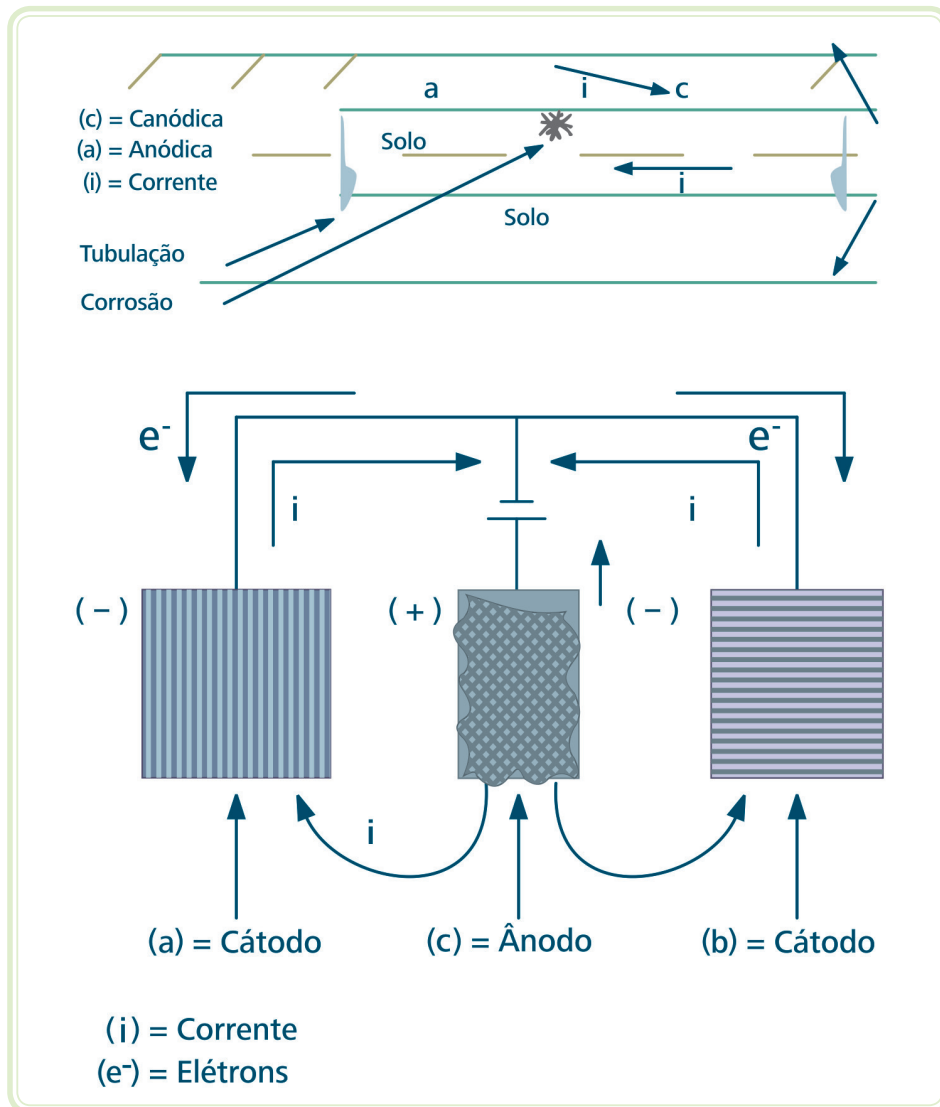 a
i
c
(c) = Canódica
(a) = Anódica
(i) = Corrente
Solo
i
Solo
Tubulação
Corrosão
e-
e-
i
i
( - )
( + )
( - )
i
(a) = Cátodo
(c) = Ânodo
(b) = Cátodo
(i) = Corrente
(e-) = Elétrons